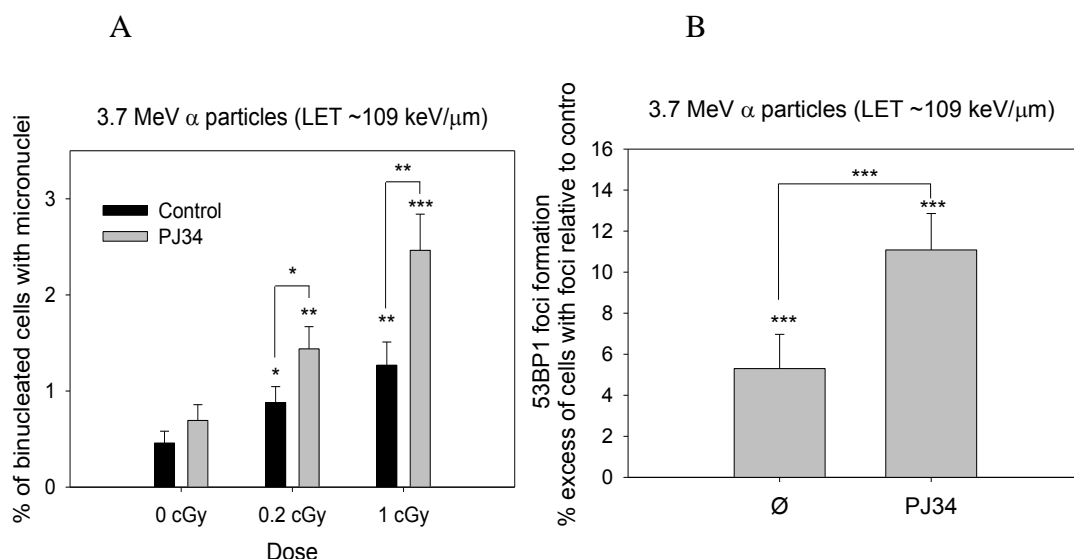 A
3.7 MeV α particles (LET ~109 keV/μm)
% of binucleated cells with micronuclei
3
2
1
0
Control
PJ34
*
**
*
**
***
**
0 cGy
0.2 cGy
1 cGy
Dose
B
3.7 MeV α particles (LET ~109 keV/μm)
53BP1 foci formation
% excess of cells with foci relative to contro
16
14
12
10
8
6
4
2
0
***
***
***
Ø
PJ34